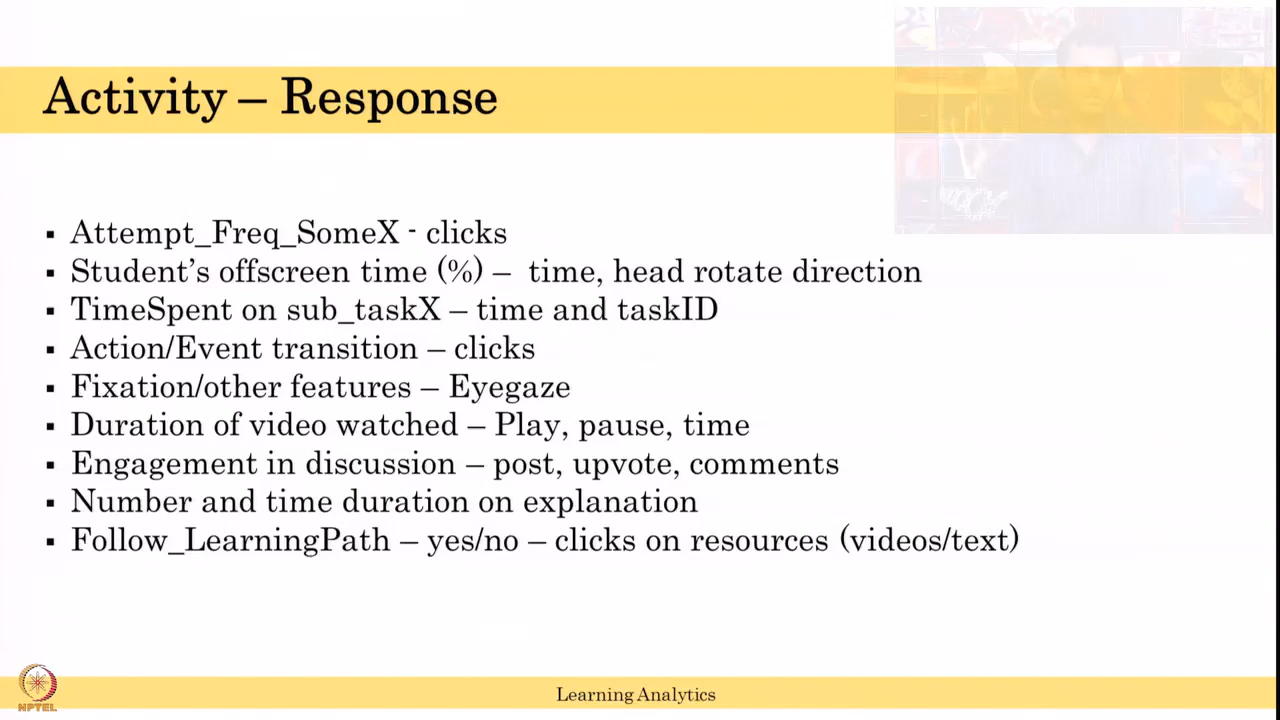 Activity – Response
▪ Attempt_Freq_SomeX - clicks
▪ Student’s offscreen time (%) – time, head rotate direction
▪ TimeSpent on sub_taskX – time and taskID
▪ Action/Event transition – clicks
▪ Fixation/other features – Eyegaze
▪ Duration of video watched – Play, pause, time
▪ Engagement in discussion – post, upvote, comments
▪ Number and time duration on explanation
▪ Follow_LearningPath – yes/no – clicks on resources (videos/text)
Learning Analytics
NPTEL